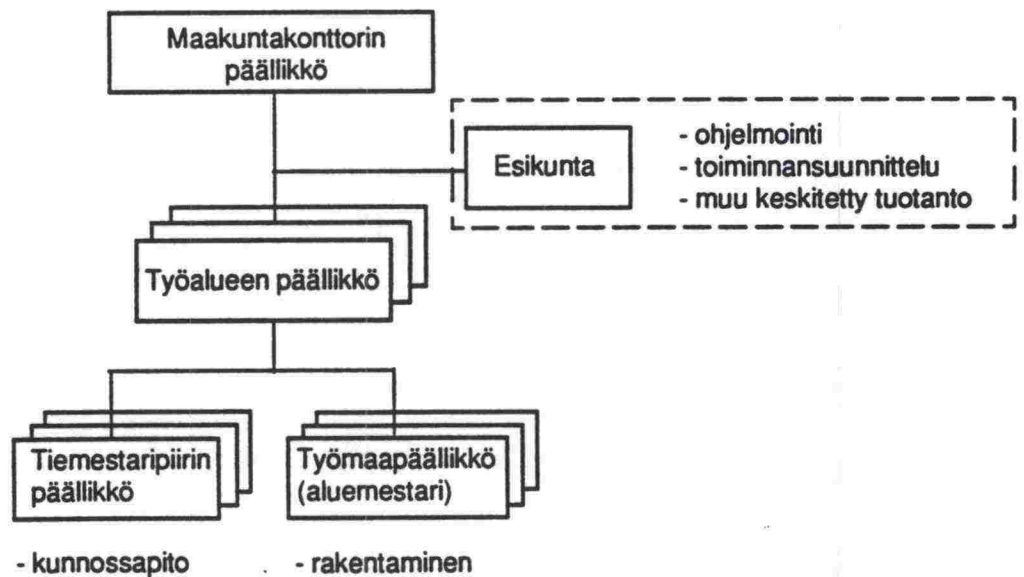 Maakuntakonttorin
päällikkö
Esikunta
- ohjelmointi
- toiminnansuunnittelu
- muu keskitetty tuotanto
Työalueen päällikkö
Tiemestaripiirin
päällikkö
Työmaapäällikkö
(aluemestari)
- kunnossapito
- rakentaminen